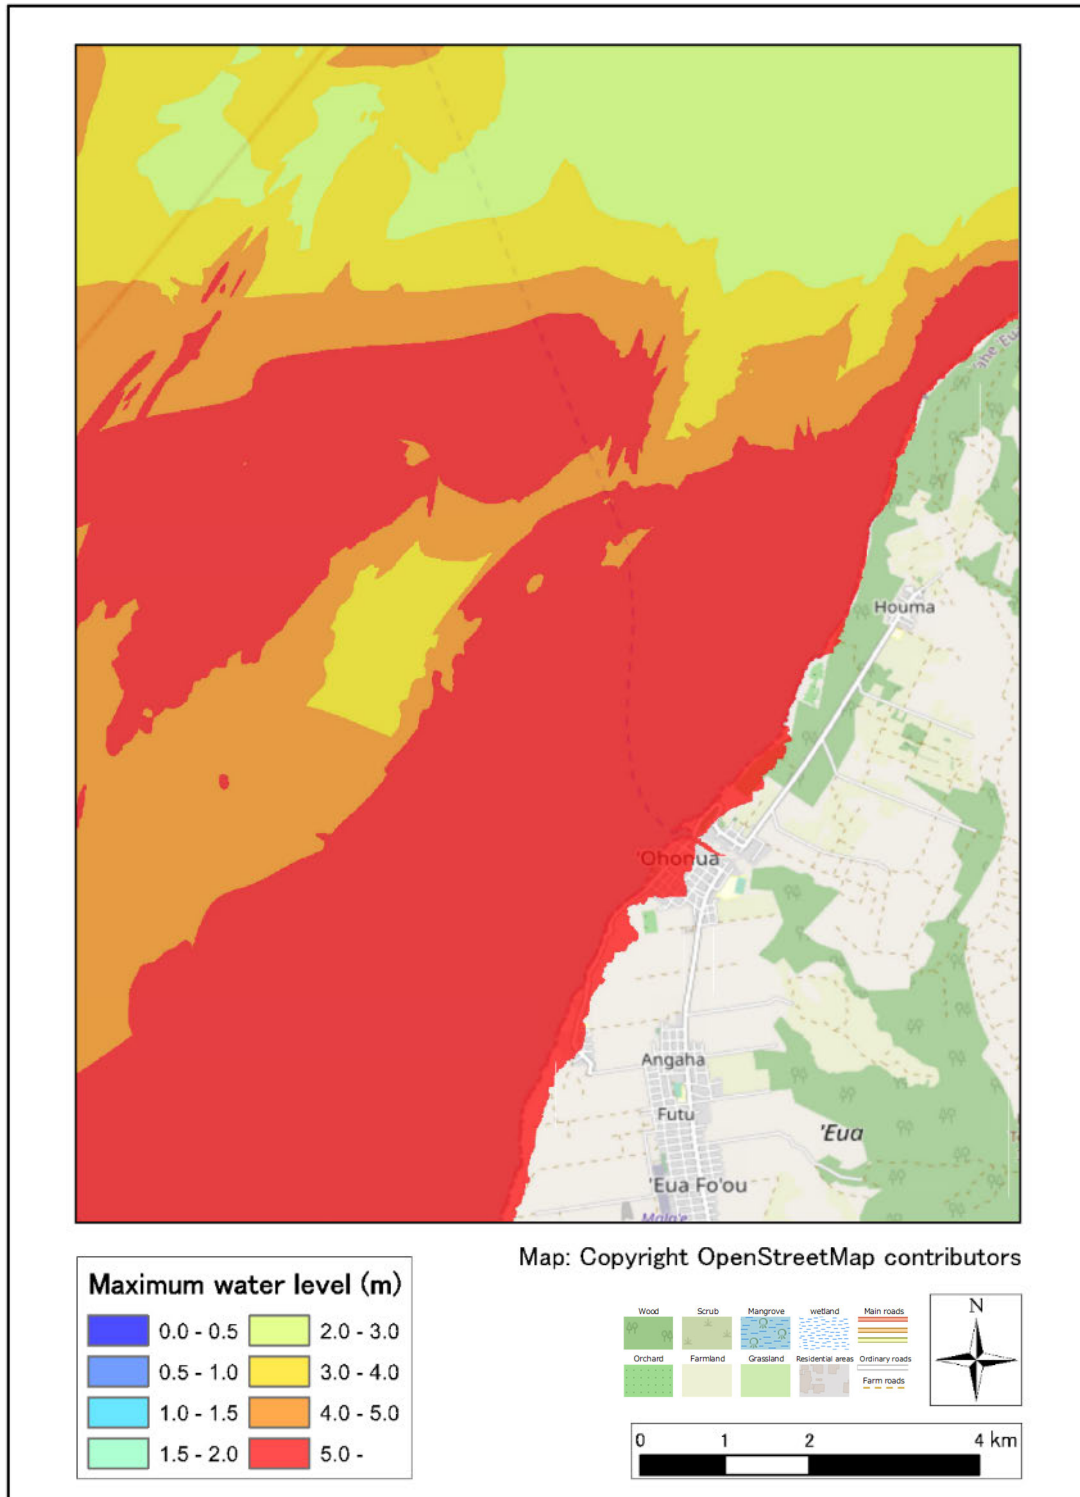 'Eua
Houma
'Ohonua
Angaha
Futu
'Eua
'Eua Fo'ou
Mala'e
Map: Copyright OpenStreetMap contributors
Maximum water level (m)
0.0 - 0.5
2.0 - 3.0
0.5 - 1.0
3.0 - 4.0
1.0 - 1.5
4.0 - 5.0
1.5 - 2.0
5.0 -
Wood Scrub Mangrove wetland Main roads
Orchard Farmland Grassland Residential areas Ordinary roads
Farm roads
N
0 1 2 4 km